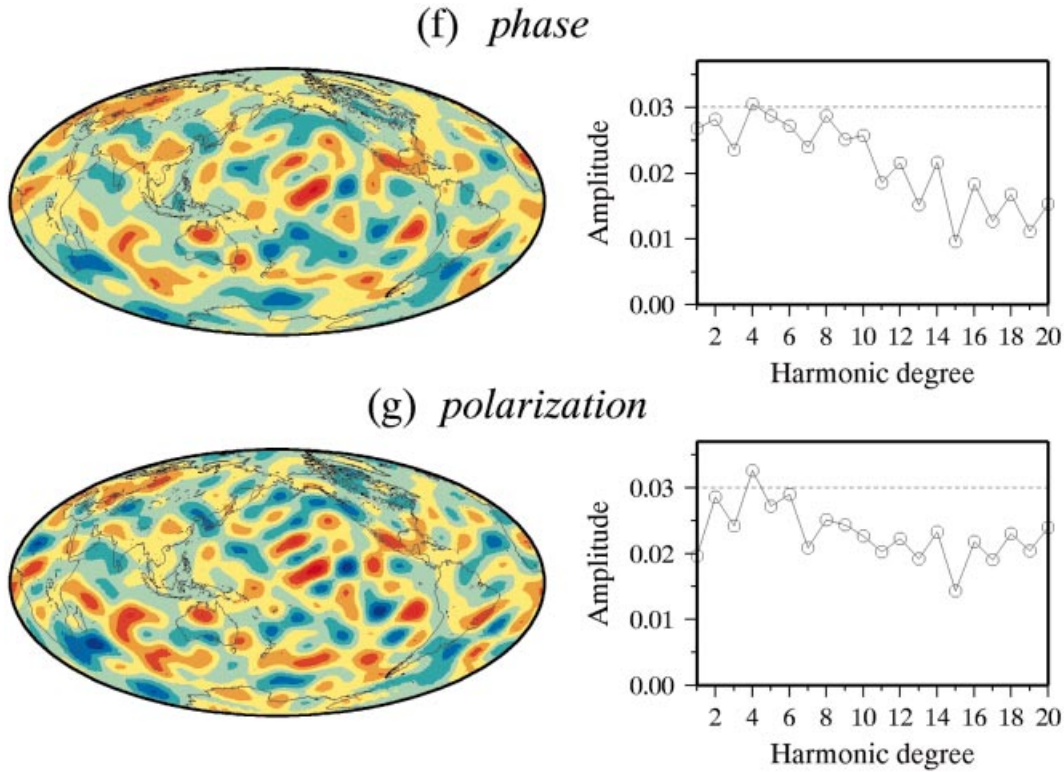 (f) phase
0.03
0.02
0.01
0.00
Amplitude
2 4 6 8 10 12 14 16 18 20
Harmonic degree
(g) polarization
0.03
0.02
0.01
0.00
Amplitude
2 4 6 8 10 12 14 16 18 20
Harmonic degree